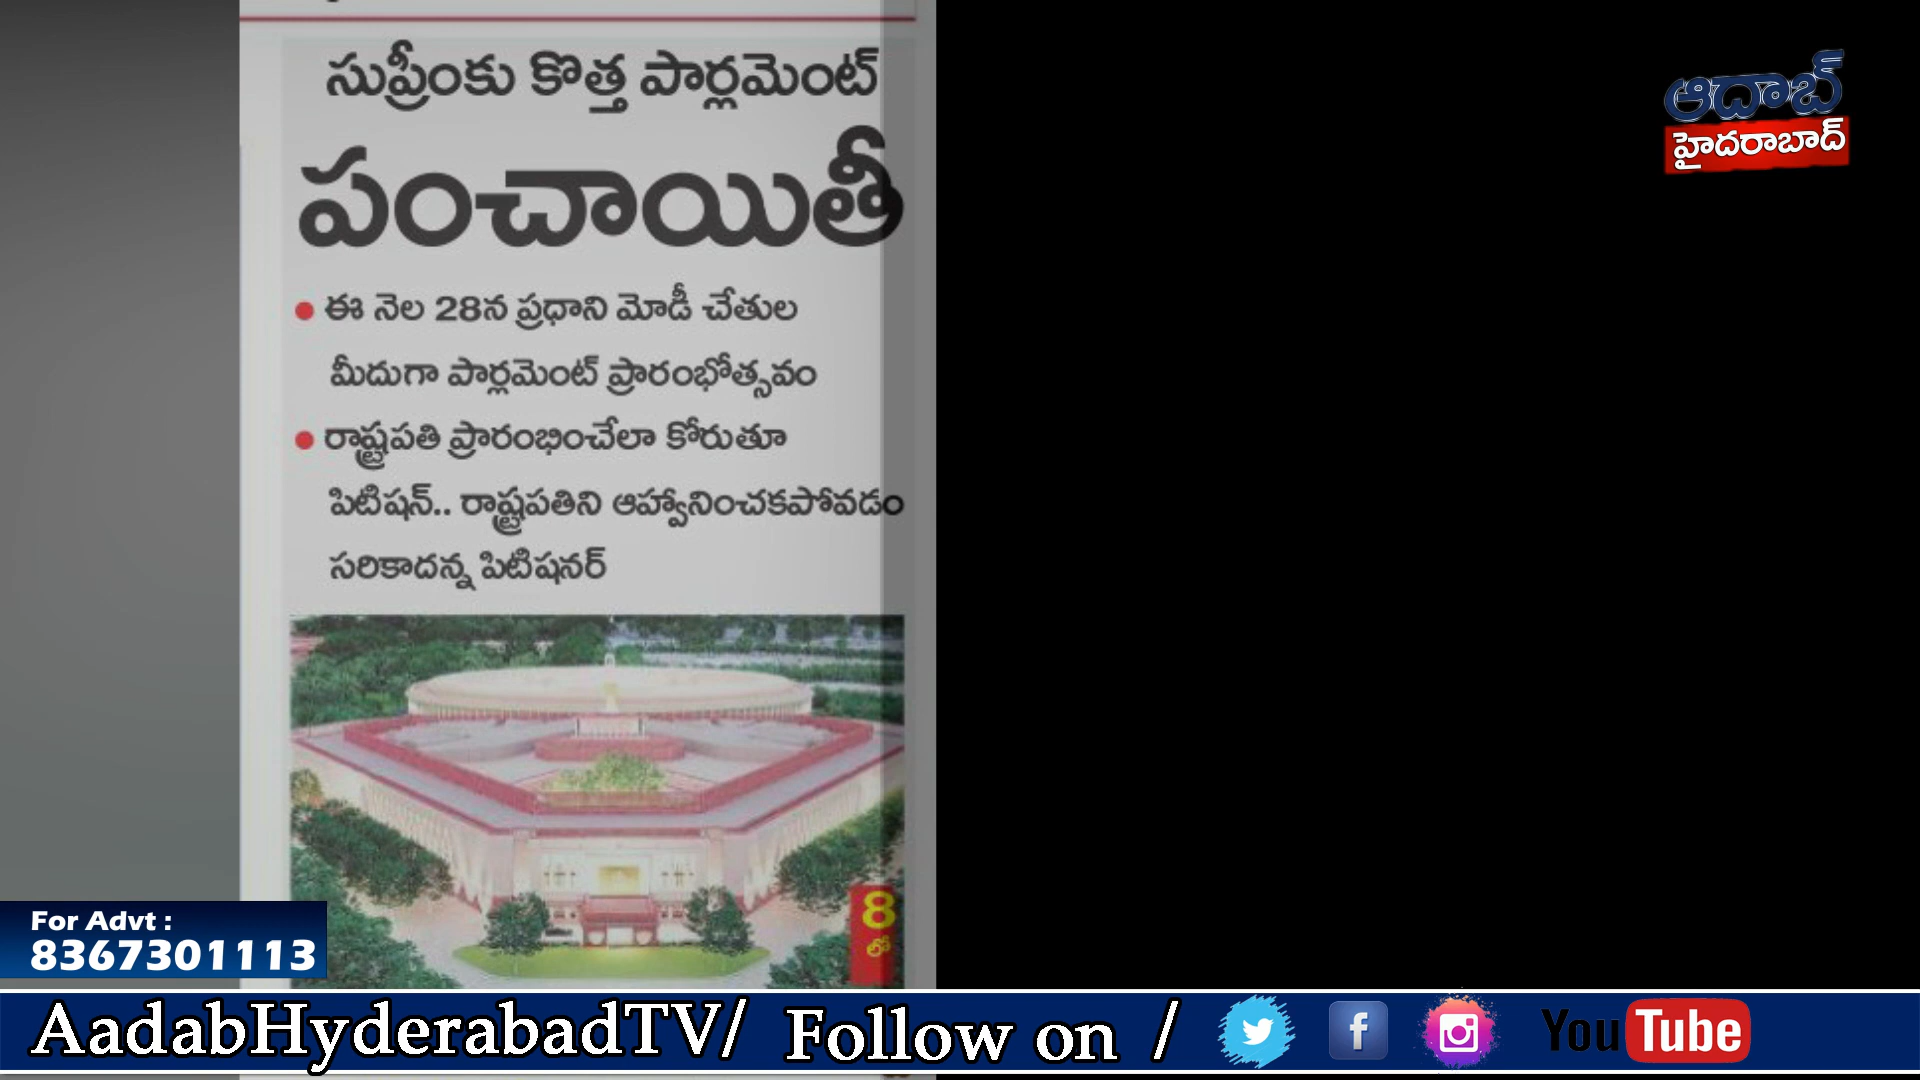 సుప్రీంకు కొత్త పార్లమెంట్
పంచాయితీ
ఈ నెల 28న ప్రధాని మోడీ చేతుల
మీదుగా పార్లమెంట్ ప్రారంభోత్సవం
రాష్ట్రపతి ప్రారంభించేలా కోరుతూ
పిటిషన్.. రాష్ట్రపతిని ఆహ్వానించకపోవడం
సరికాదన్న పిటిషనర్
8
లో
ఆదాబ్
హైదరాబాద్
For Advt :
8367301113
AadabHyderabadTV/ Follow on / f YouTube